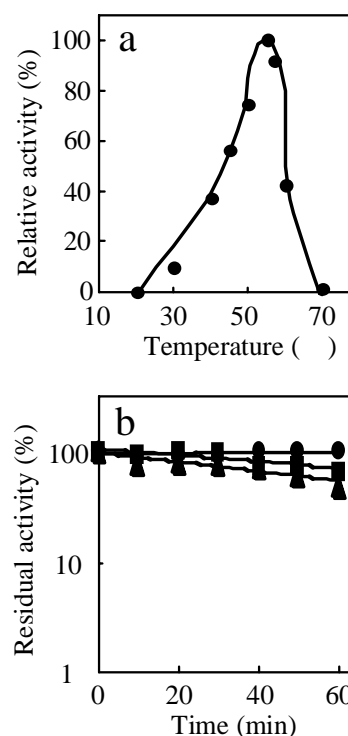 a
Relative activity (%)
100
80
60
40
20
0
10 30 50 70
Temperature ( )
b
Residual activity (%)
100
10
1
0 20 40 60
Time (min)